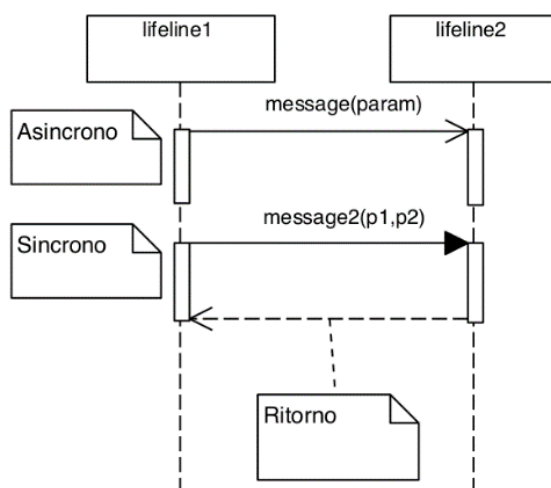 lifeline1
lifeline2
message(param)
Asincrono
message2(p1,p2)
Sincrono
Ritorno